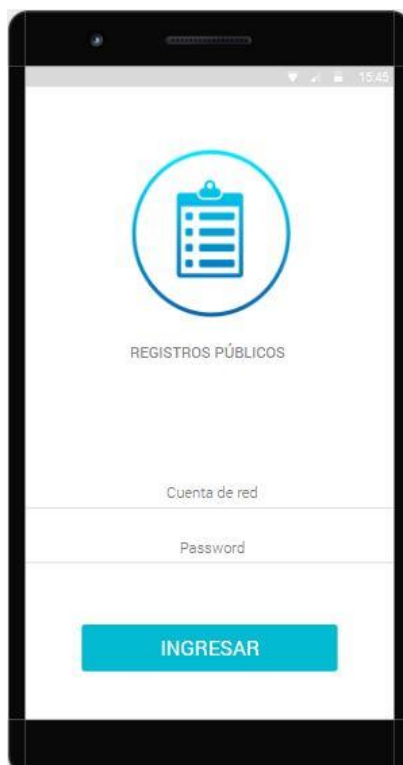 15:45
REGISTROS PÚBLICOS
Cuenta de red
Password
INGRESAR